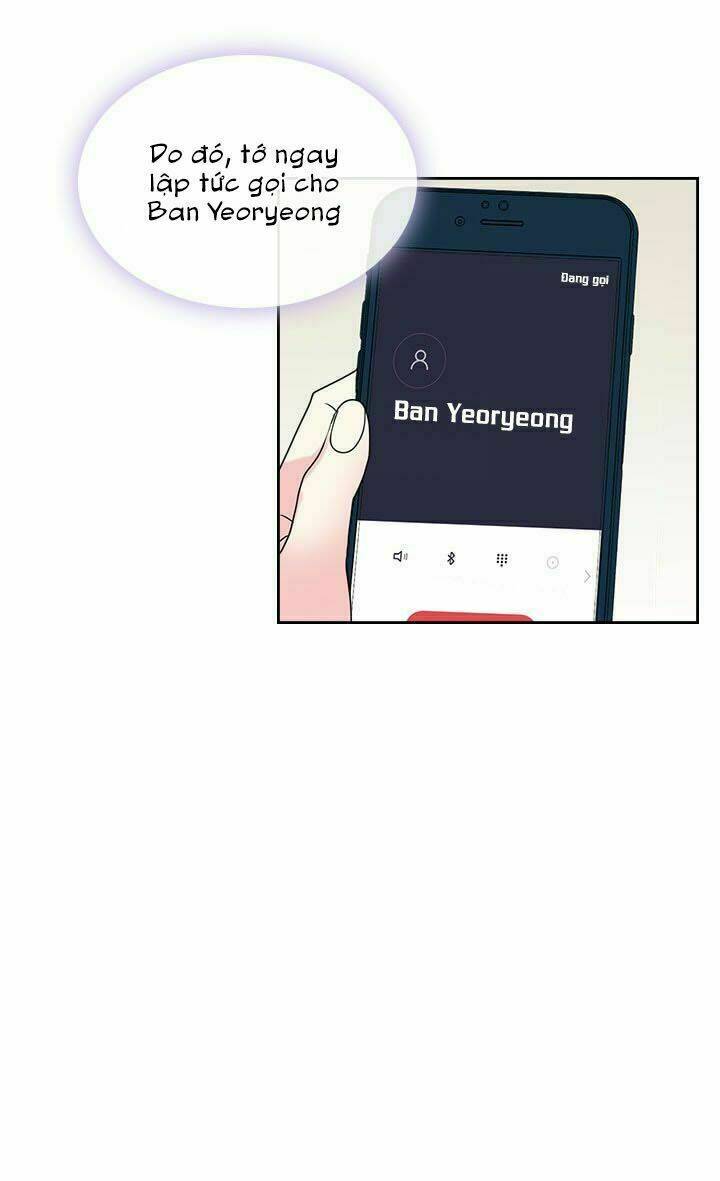 Do đó, tớ ngay
lập tức gọi cho
Ban Yeoryeong
Đang gọi
Ban Yeoryeong